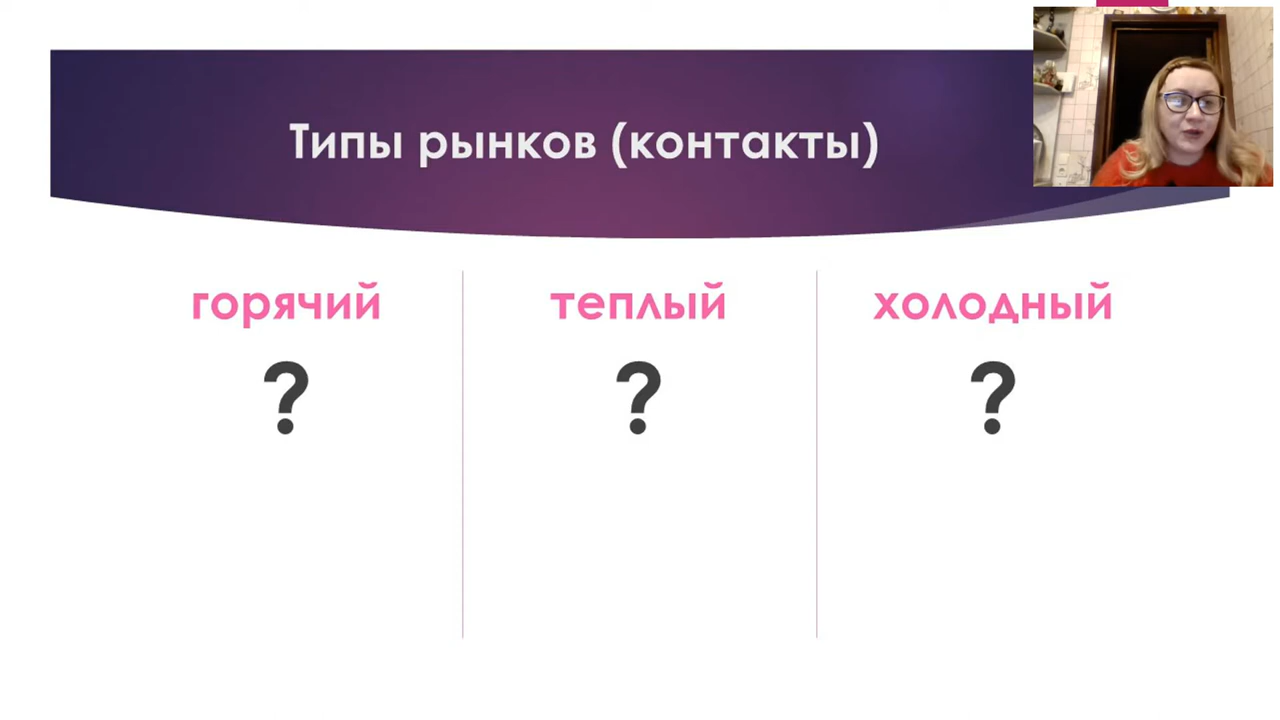 Типы рынков (контакты)
горячий
теплый
холодный
?
?
?